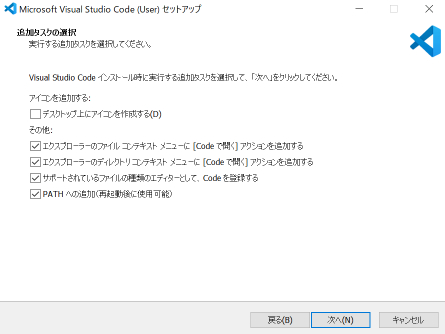 Microsoft Visual Studio Code (User) セットアップ
追加タスクの選択
実行する追加タスクを選択してください。
Visual Studio Code インストール時に実行する追加タスクを選択して、「次へ」をクリックしてください。
アイコンを追加する:
デスクトップ上にアイコンを作成する(D)
その他:
エクスプローラーのファイル コンテキスト メニューに [Code で開く] アクションを追加する
エクスプローラーのディレクトリ コンテキスト メニューに [Code で開く] アクションを追加する
サポートされているファイルの種類のエディターとして、Code を登録する
PATH への追加(再起動後に使用可能)
戻る(B)
次へ(N)
キャンセル